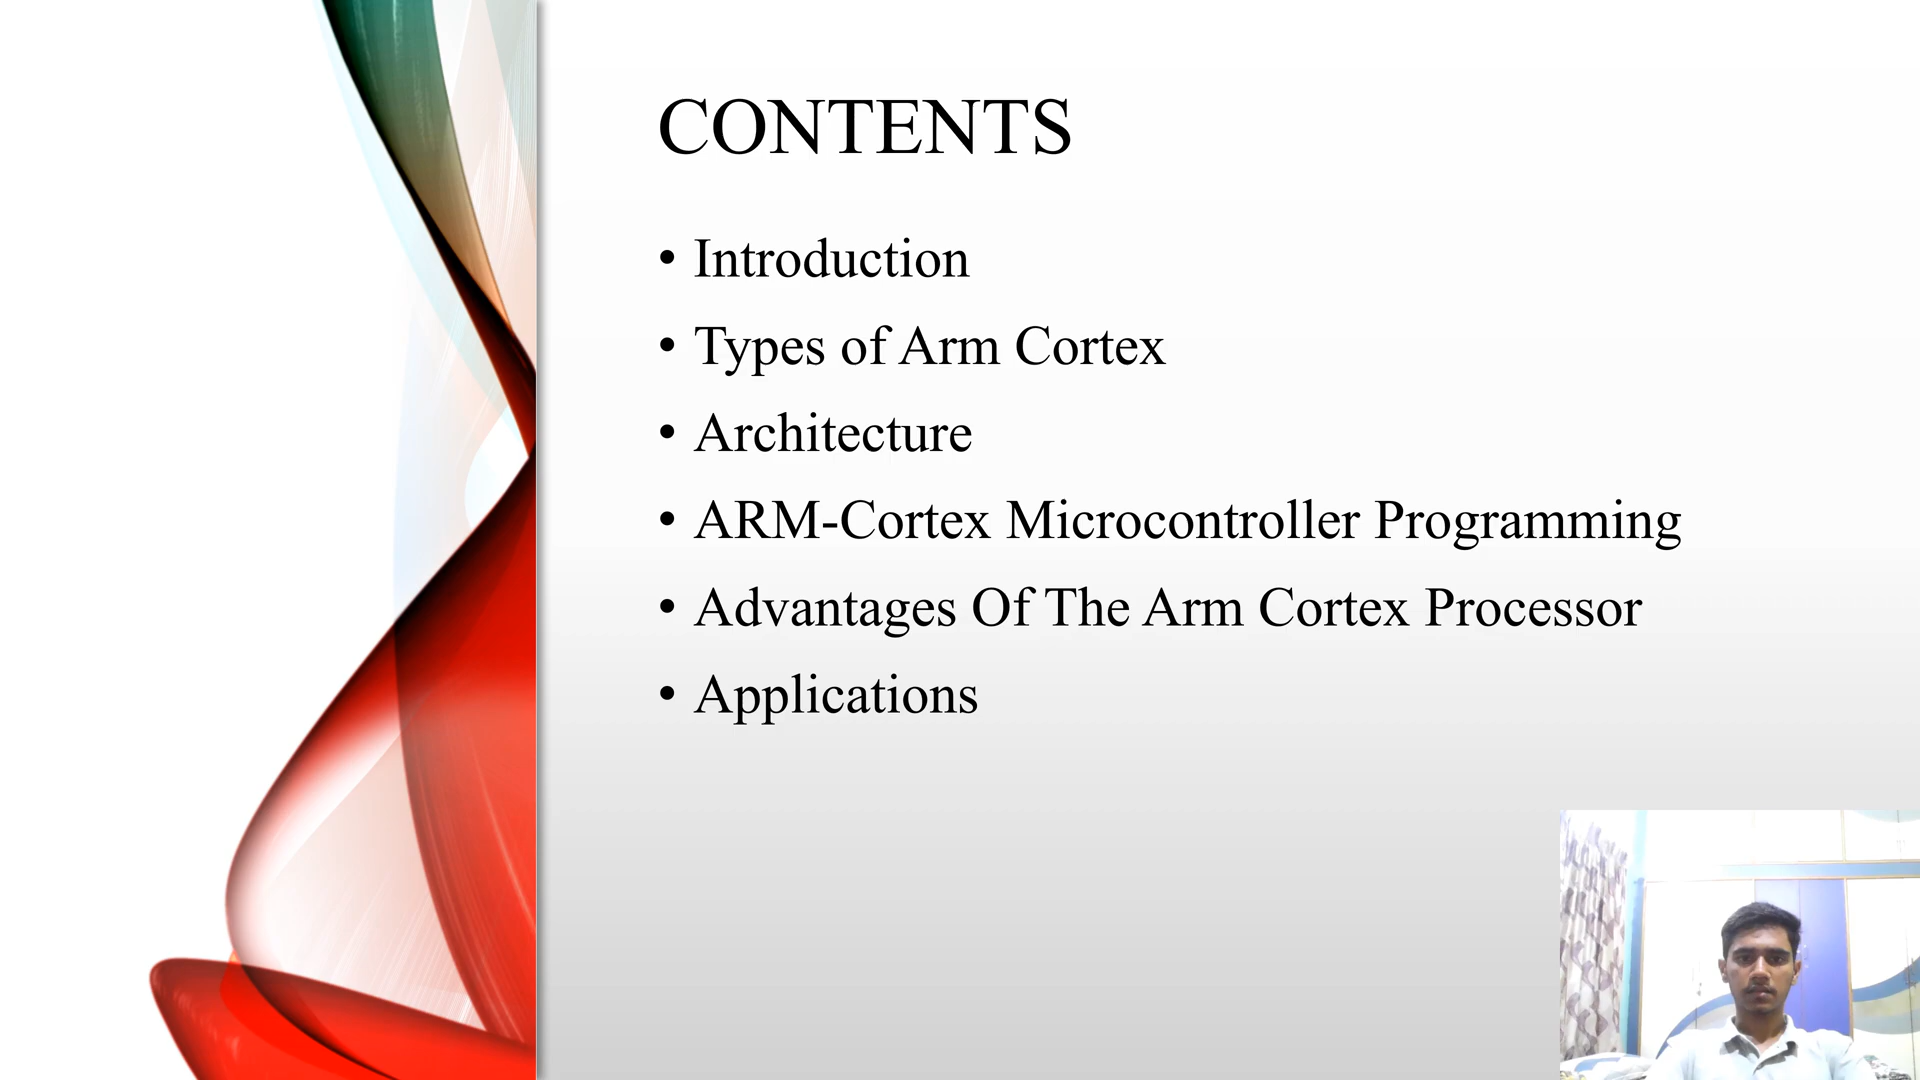 CONTENTS
• Introduction
• Types of Arm Cortex
• Architecture
• ARM-Cortex Microcontroller Programming
• Advantages Of The Arm Cortex Processor
• Applications